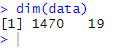 > dim(data)
[1] 1470   19
>